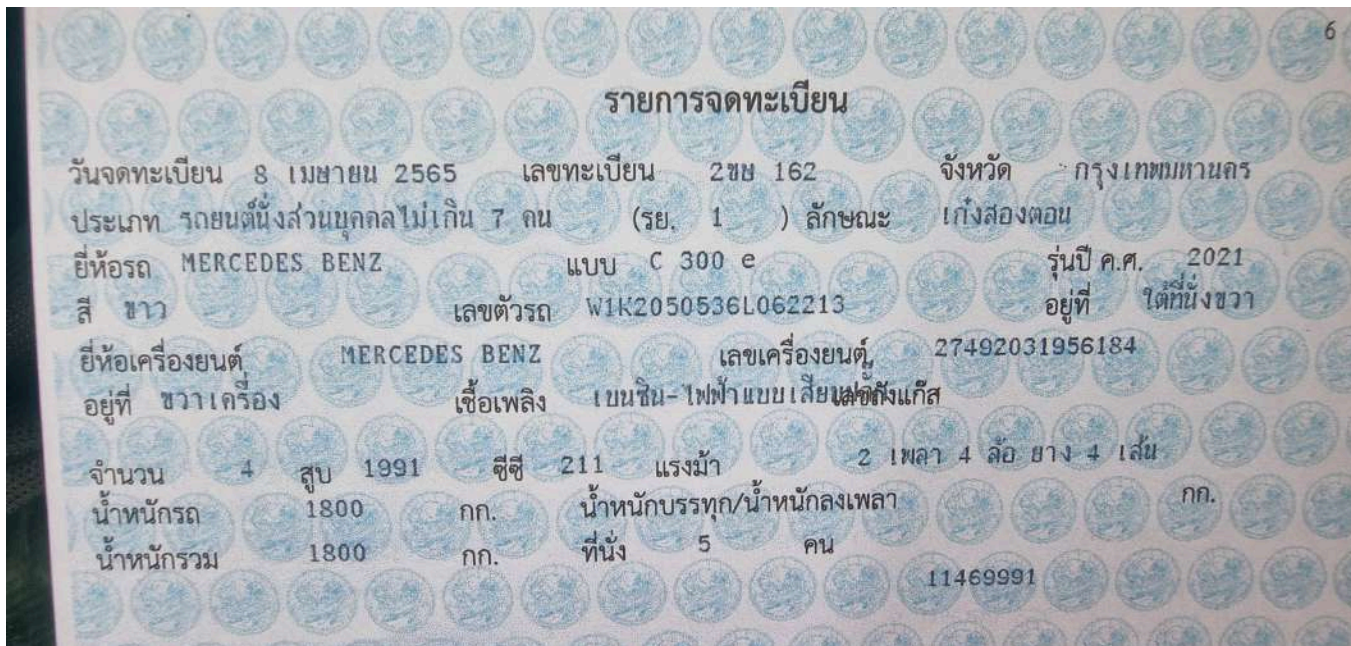 6
รายการจดทะเบียน
วันจดทะเบียน 8 เมษายน 2565 เลขทะเบียน 2ขษ 162 จังหวัด กรุงเทพมหานคร
ประเภท รถยนต์นั่งส่วนบุคคลไม่เกิน 7 คน (รย. 1 ) ลักษณะ เก๋งสองตอน
ยี่ห้อรถ MERCEDES BENZ แบบ C 300 e รุ่นปี ค.ศ. 2021
สี ขาว เลขตัวรถ W1K2050536L062213 อยู่ที่ ใต้ที่นั่งขวา
ยี่ห้อเครื่องยนต์ MERCEDES BENZ เลขเครื่องยนต์ 27492031956184
อยู่ที่ ขวาเครื่อง เชื้อเพลิง เบนซิน-ไฟฟ้าแบบเสียบปลั๊ก เลขถังแก๊ส
จำนวน 4 สูบ 1991 ซีซี 211 แรงม้า 2 เพลา 4 ล้อ ยาง 4 เส้น
น้ำหนักรถ 1800 กก. น้ำหนักบรรทุก/น้ำหนักลงเพลา กก.
น้ำหนักรวม 1800 กก. ที่นั่ง 5 คน
11469991